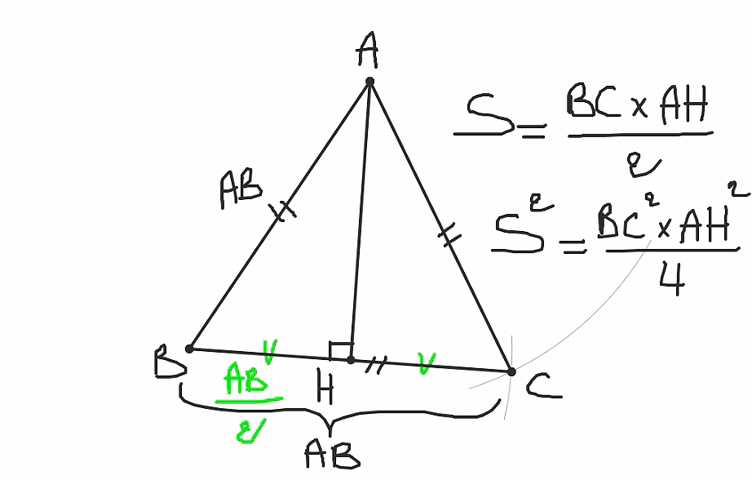 A
S = BC × AH / 2
AB
S² = BC² × AH² / 4
B
AB / 2
H
C
AB